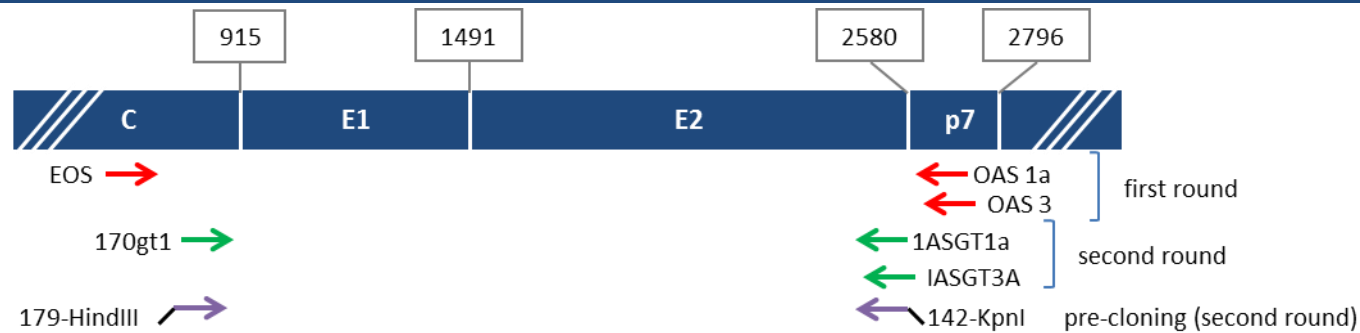 915 1491 2580 2796
C E1 E2 p7
EOS OAS 1a first round
OAS 3
170gt1 1ASGT1a second round
IASGT3A
179-HindIII 142-KpnI pre-cloning (second round)